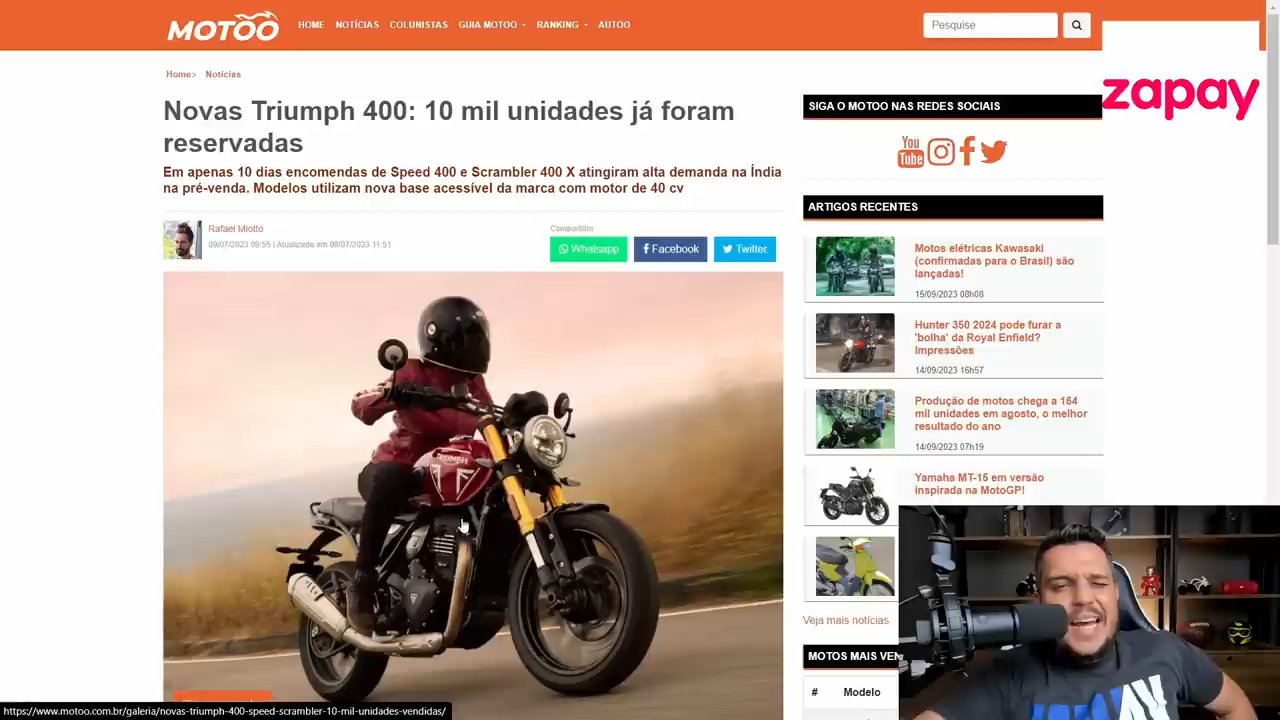 MOTOO
HOME
NOTÍCIAS
COLUNISTAS
GUIA MOTOO
RANKING
AUTOO
Pesquise
zapay
Home>
Notícias
Novas Triumph 400: 10 mil unidades já foram
reservadas
Em apenas 10 dias encomendas de Speed 400 e Scrambler 400 X atingiram alta demanda na Índia
na pré-venda. Modelos utilizam nova base acessível da marca com motor de 40 cv
Rafael Miotto
09/07/2023 09:55 | Atualizado em 09/07/2023 11:51
Compartilhe
Whatsapp
Facebook
Twitter
TRIUMPH
SIGA O MOTOO NAS REDES SOCIAIS
You
Tube
ARTIGOS RECENTES
Motos elétricas Kawasaki
(confirmadas para o Brasil) são
lançadas!
15/09/2023 08h08
Hunter 350 2024 pode furar a
'bolha' da Royal Enfield?
Impressões
14/09/2023 16h57
Produção de motos chega a 164
mil unidades em agosto, o melhor
resultado do ano
14/09/2023 07h19
Yamaha MT-15 em versão
inspirada na MotoGP!
Veja mais notícias
MOTOS MAIS VEN
#
Modelo
https://www.motoo.com.br/galeria/novas-triumph-400-speed-scrambler-10-mil-unidades-vendidas/